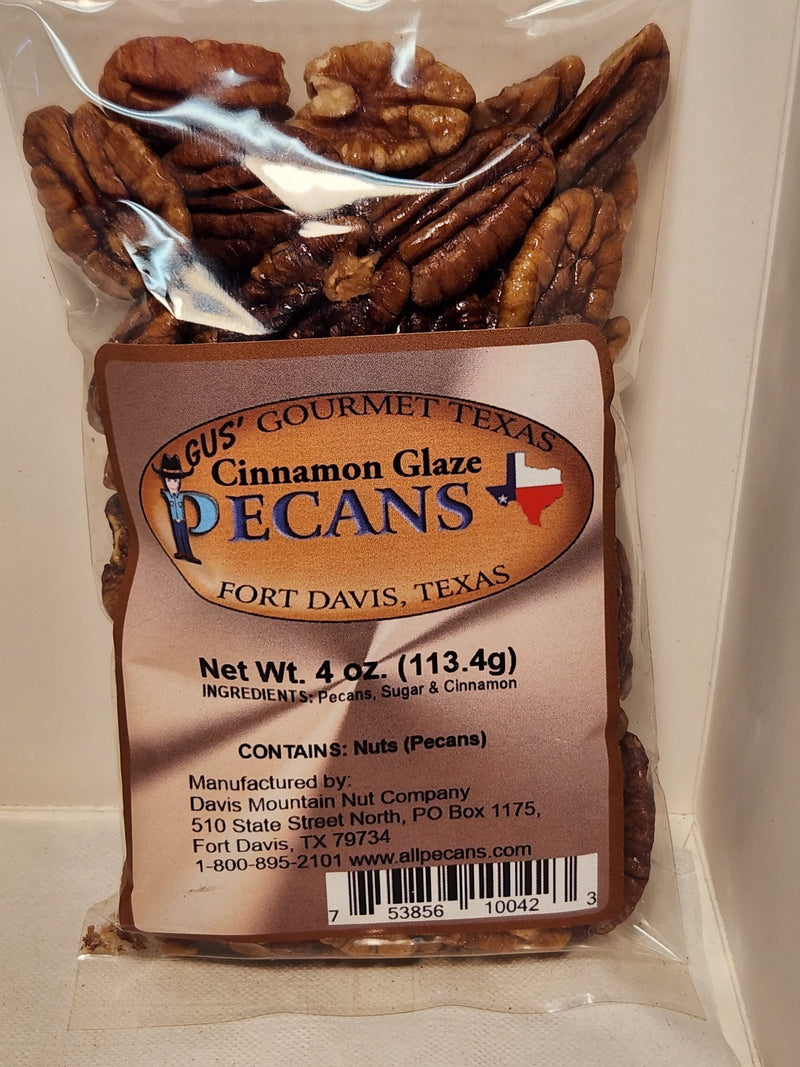 GUS' GOURMET TEXAS
Cinnamon Glaze
PECANS
FORT DAVIS, TEXAS
Net Wt. 4 oz. (113.4g)
INGREDIENTS: Pecans, Sugar & Cinnamon
CONTAINS: Nuts (Pecans)
Manufactured by:
Davis Mountain Nut Company
510 State Street North, PO Box 1175,
Fort Davis, TX 79734
1-800-895-2101 www.allpecans.com
7 53856 10042 3